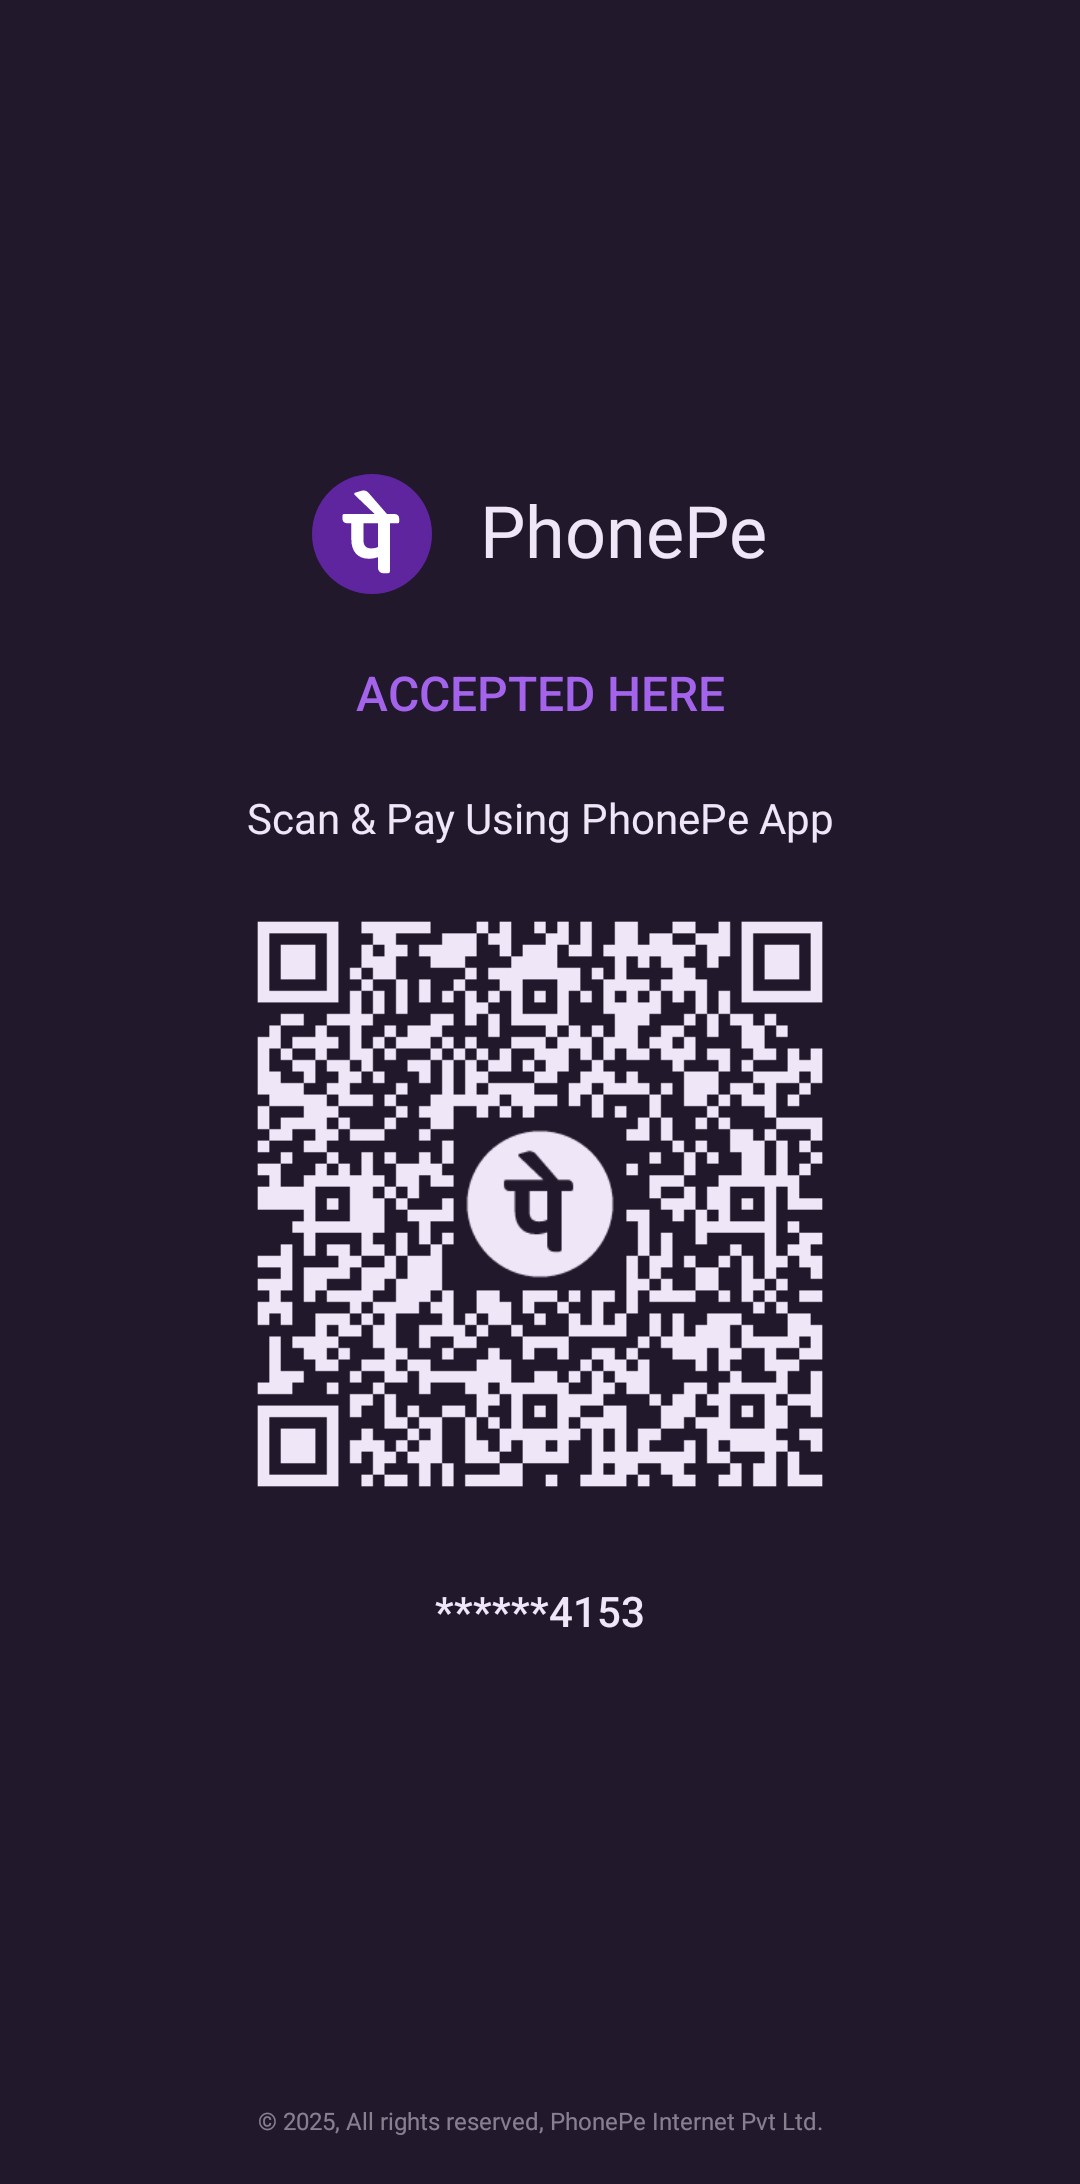 पे PhonePe
ACCEPTED HERE
Scan & Pay Using PhonePe App
पे
******4153
© 2025, All rights reserved, PhonePe Internet Pvt Ltd.